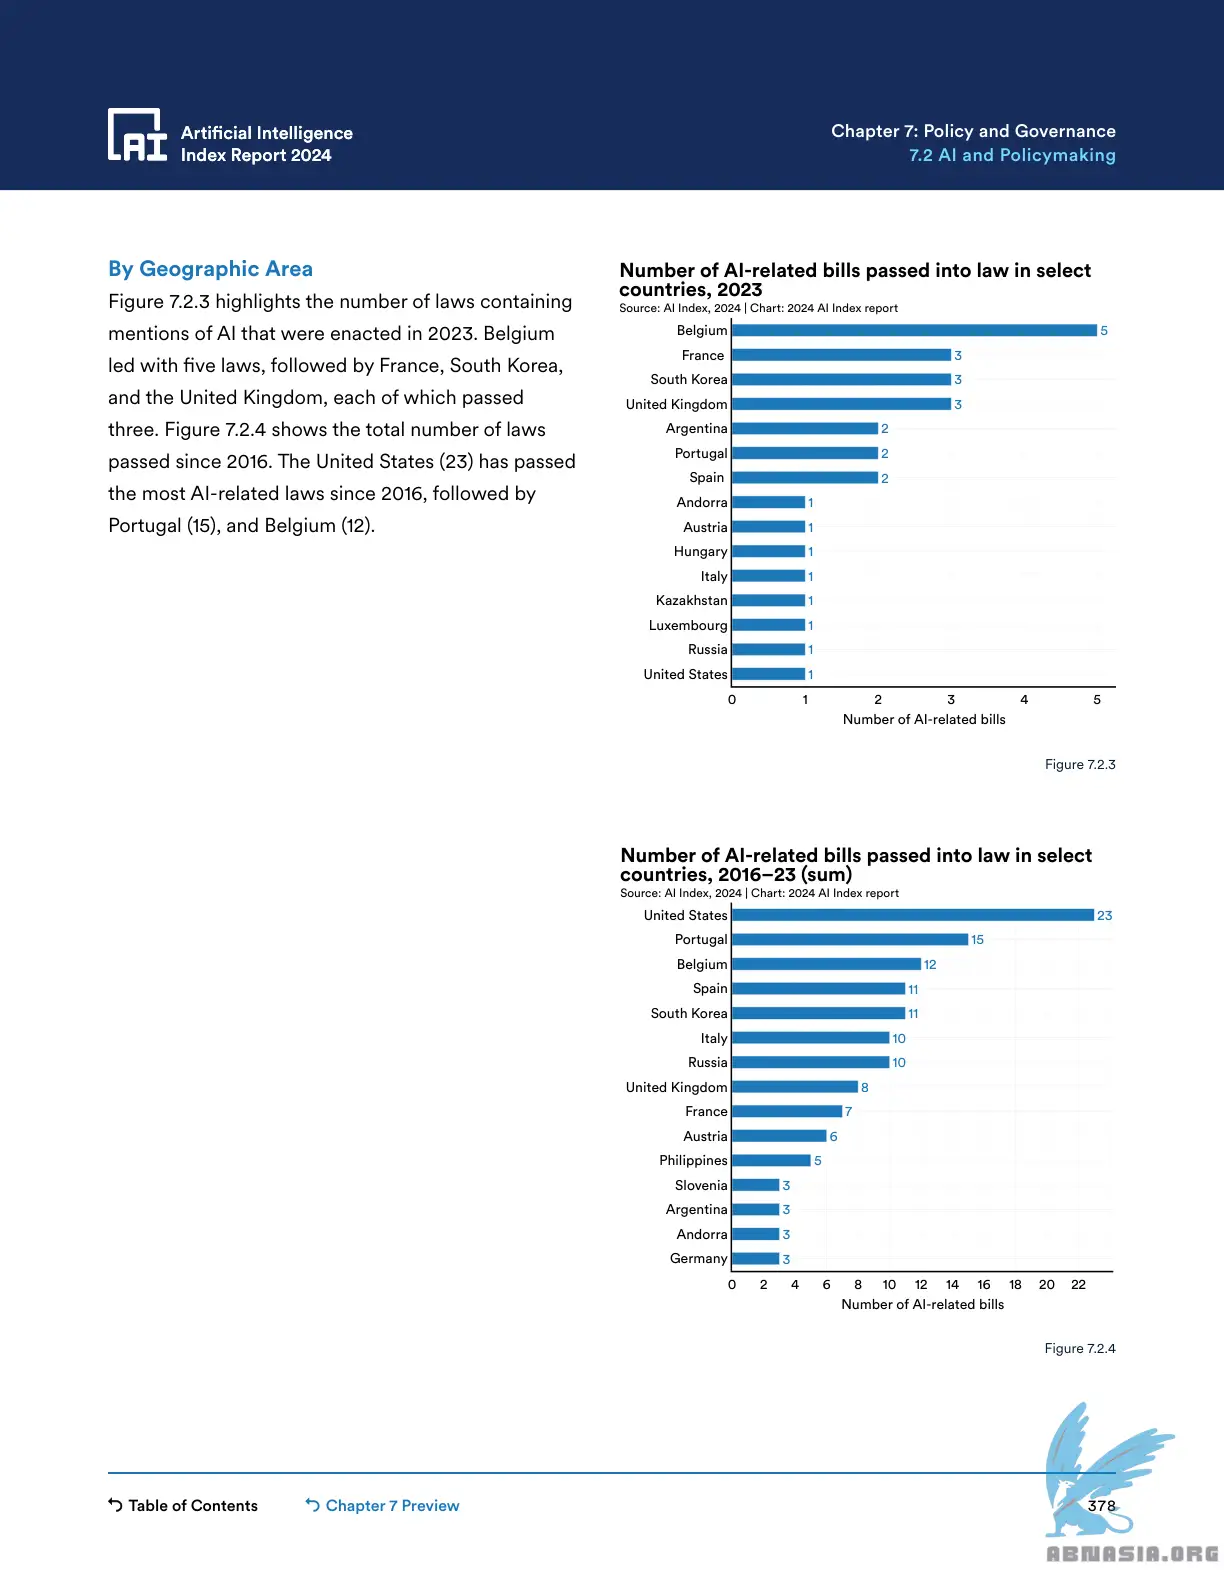 Artificial Intelligence
Index Report 2024
Chapter 7: Policy and Governance
7.2 AI and Policymaking
By Geographic Area
Figure 7.2.3 highlights the number of laws containing
mentions of AI that were enacted in 2023. Belgium
led with five laws, followed by France, South Korea,
and the United Kingdom, each of which passed
three. Figure 7.2.4 shows the total number of laws
passed since 2016. The United States (23) has passed
the most AI-related laws since 2016, followed by
Portugal (15), and Belgium (12).
Number of AI-related bills passed into law in select
countries, 2023
Source: AI Index, 2024 | Chart: 2024 AI Index report
Belgium 5
France 3
South Korea 3
United Kingdom 3
Argentina 2
Portugal 2
Spain 2
Andorra 1
Austria 1
Hungary 1
Italy 1
Kazakhstan 1
Luxembourg 1
Russia 1
United States 1
0 1 2 3 4 5
Number of AI-related bills
Figure 7.2.3
Number of AI-related bills passed into law in select
countries, 2016–23 (sum)
Source: AI Index, 2024 | Chart: 2024 AI Index report
United States 23
Portugal 15
Belgium 12
Spain 11
South Korea 11
Italy 10
Russia 10
United Kingdom 8
France 7
Austria 6
Philippines 5
Slovenia 3
Argentina 3
Andorra 3
Germany 3
0 2 4 6 8 10 12 14 16 18 20 22
Number of AI-related bills
Figure 7.2.4
Table of Contents
Chapter 7 Preview
378
ABNASIA.ORG